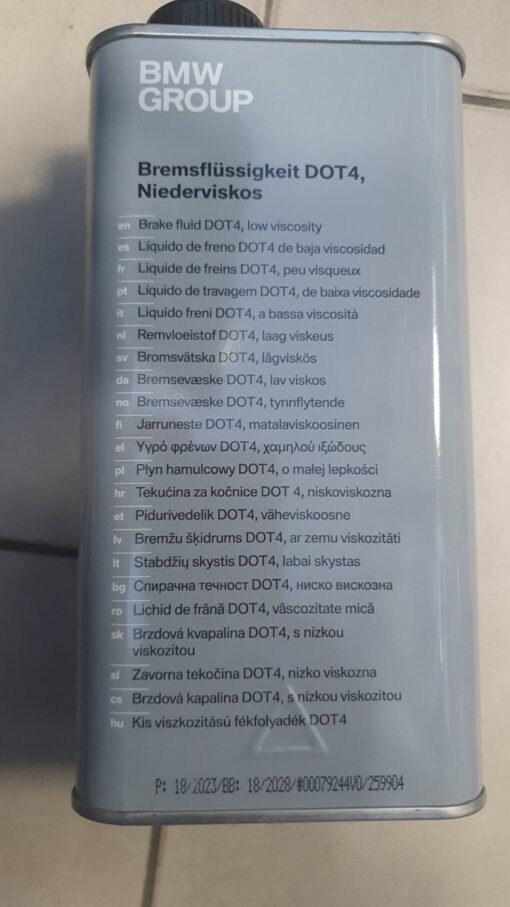 BMW
GROUP
Bremsflüssigkeit DOT4,
Niederviskos
en Brake fluid DOT4, low viscosity
es Líquido de freno DOT4 de baja viscosidad
fr Liquide de freins DOT4, peu visqueux
pt Líquido de travagem DOT4, de baixa viscosidade
it Liquido freni DOT4, a bassa viscosità
nl Remvloeistof DOT4, laag viskeus
sv Bromsvätska DOT4, lågviskös
da Bremsevæske DOT4, lav viskos
no Bremsevæske DOT4, tynnflytende
fi Jarruneste DOT4, matalaviskoosinen
el Υγρό φρένων DOT4, χαμηλού ιξώδους
pl Płyn hamulcowy DOT4, o małej lepkości
hr Tekućina za kočnice DOT 4, niskoviskozna
et Pidurivedelik DOT4, väheviskoosne
lv Bremžu šķidrums DOT4, ar zemu viskozitāti
lt Stabdžių skystis DOT4, labai skystas
bg Спирачна течност DOT4, ниско вискозна
ro Lichid de frână DOT4, vâscozitate mică
sk Brzdová kvapalina DOT4, s nízkou
viskozitou
sl Zavorna tekočina DOT4, nizko viskozna
cs Brzdová kapalina DOT4, s nízkou viskozitou
hu Kis viszkozitású fékfolyadék DOT4
P: 18/2023/BB: 18/2028/#00079244V0/259904